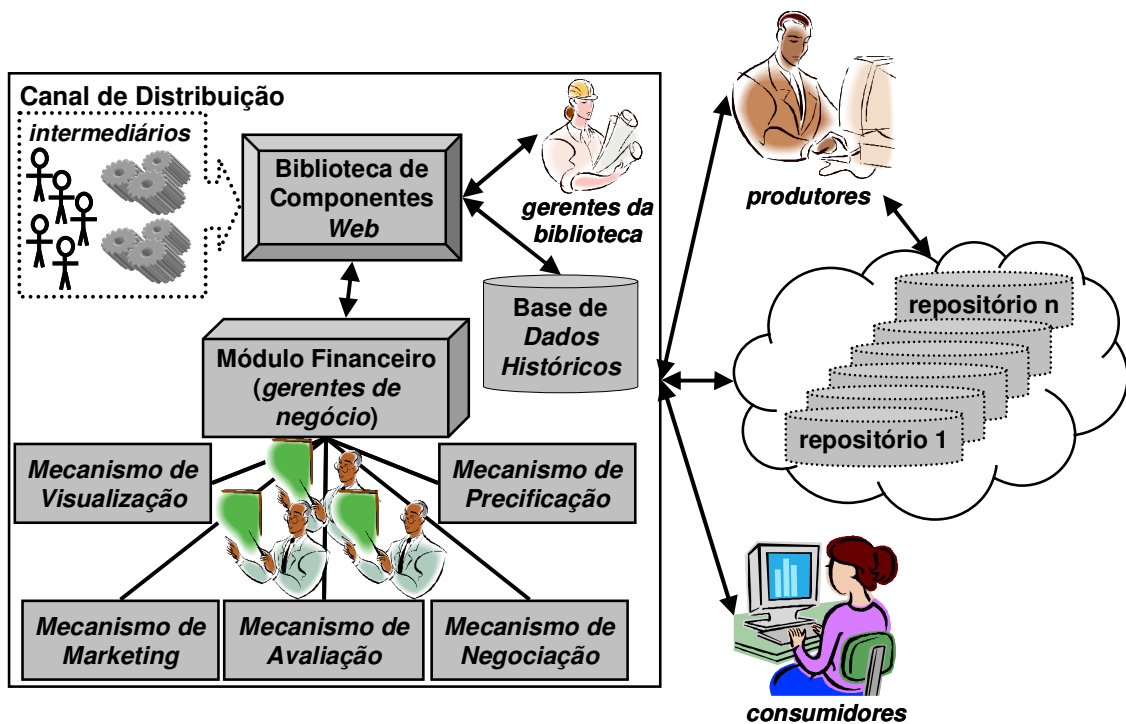 Canal de Distribuição
intermediários
Biblioteca de
Componentes
Web
gerentes da
biblioteca
Base de
Dados
Históricos
Módulo Financeiro
(gerentes de
negócio)
Mecanismo de
Visualização
Mecanismo de
Precificação
Mecanismo de
Marketing
Mecanismo de
Avaliação
Mecanismo de
Negociação
produtores
repositório n
repositório 1
consumidores